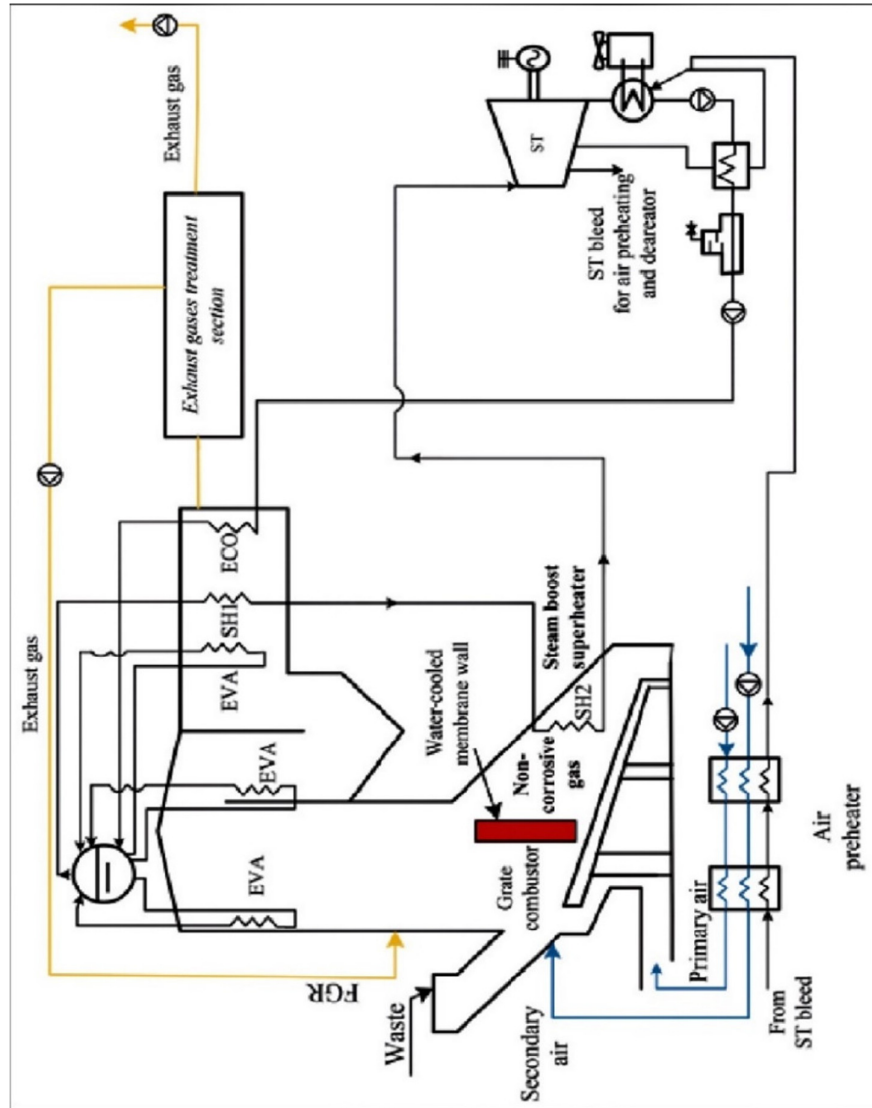 Exhaust gas
Exhaust gas
Exhaust gases treatment
section
FGR
Waste
Secondary
air
Primary air
From
ST bleed
Air
preheater
EVA
EVA
EVA
SH1
ECO
Grate
combustor
Water-cooled
membrane wall
Non-
corrosive
gas
Steam boost
superheater
SH2
ST
ST bleed
for air preheating
and deareator